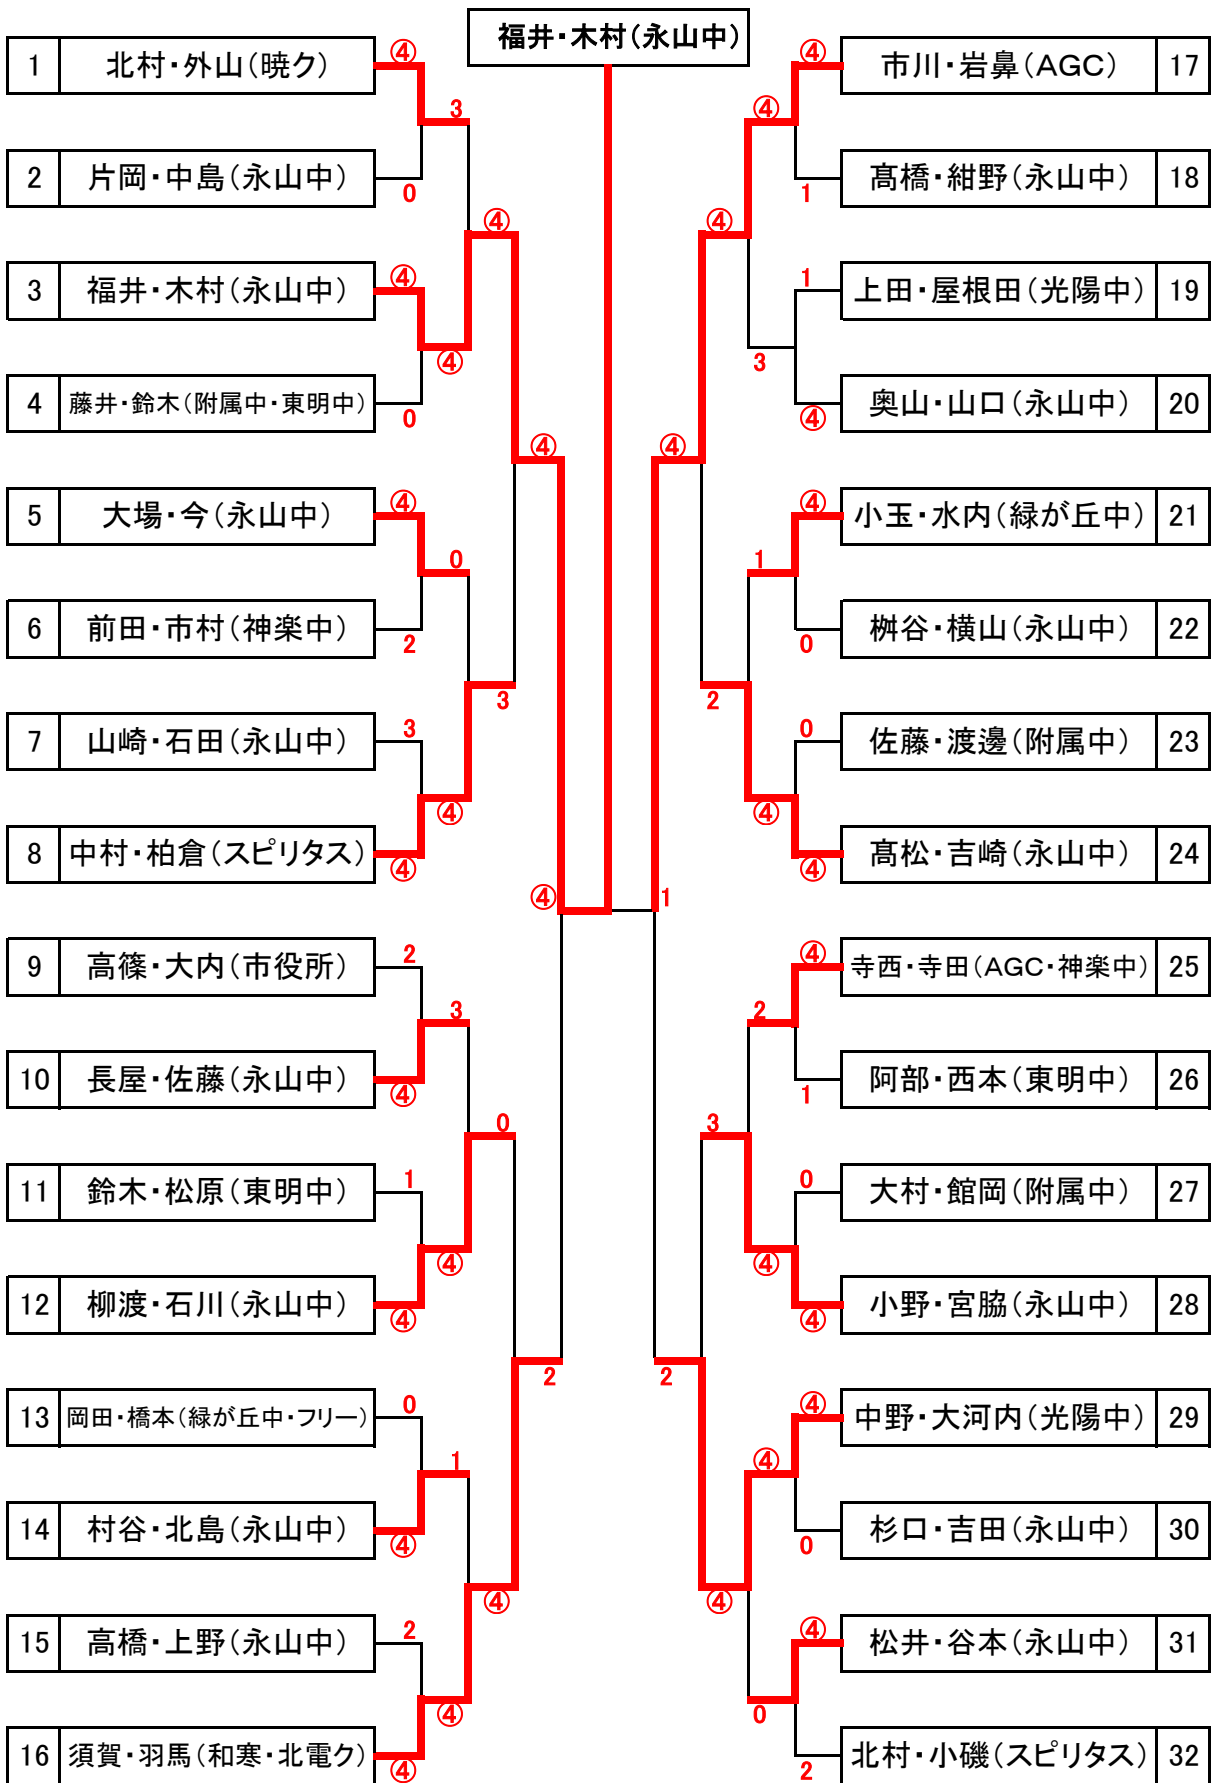 福井・木村(永山中)
1 北村・外山(暁ク) ④
3
2 片岡・中島(永山中) 0
④
3 福井・木村(永山中) ④
④
4 藤井・鈴木(附属中・東明中) 0
④
5 大場・今(永山中) ④
0
6 前田・市村(神楽中) 2
3
7 山崎・石田(永山中) 3
④
8 中村・柏倉(スピリタス) ④
④
9 高篠・大内(市役所) 2
3
10 長屋・佐藤(永山中) ④
0
11 鈴木・松原(東明中) 1
④
12 柳渡・石川(永山中) ④
2
13 岡田・橋本(緑が丘中・フリー) 0
1
14 村谷・北島(永山中) ④
④
15 高橋・上野(永山中) 2
④
16 須賀・羽馬(和寒・北電ク) ④
④ 市川・岩鼻(AGC) 17
④
1 髙橋・紺野(永山中) 18
④
1 上田・屋根田(光陽中) 19
3
④ 奥山・山口(永山中) 20
④
④ 小玉・水内(緑が丘中) 21
1
0 桝谷・横山(永山中) 22
2
0 佐藤・渡邊(附属中) 23
④
④ 髙松・吉崎(永山中) 24
1
④ 寺西・寺田(AGC・神楽中) 25
2
1 阿部・西本(東明中) 26
3
0 大村・館岡(附属中) 27
④
④ 小野・宮脇(永山中) 28
2
④ 中野・大河内(光陽中) 29
④
0 杉口・吉田(永山中) 30
④
④ 松井・谷本(永山中) 31
0
2 北村・小磯(スピリタス) 32